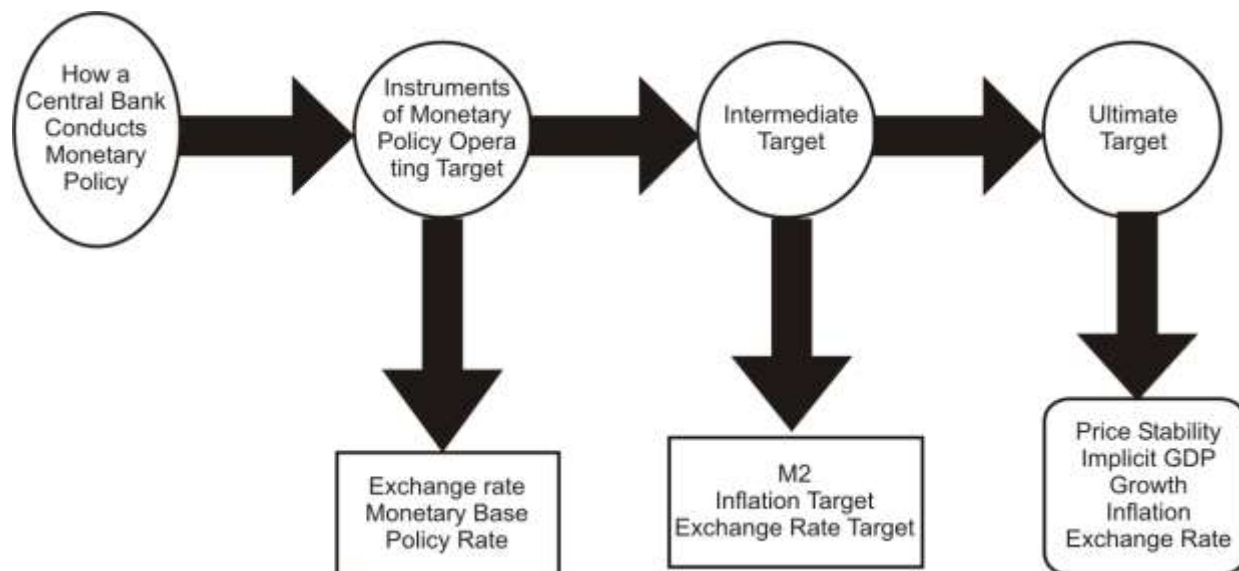 How a
Central Bank
Conducts
Monetary
Policy
Instruments
of Monetary
Policy Opera
ting Target
Intermediate
Target
Ultimate
Target
Exchange rate
Monetary Base
Policy Rate
M2
Inflation Target
Exchange Rate Target
Price Stability
Implicit GDP
Growth
Inflation
Exchange Rate